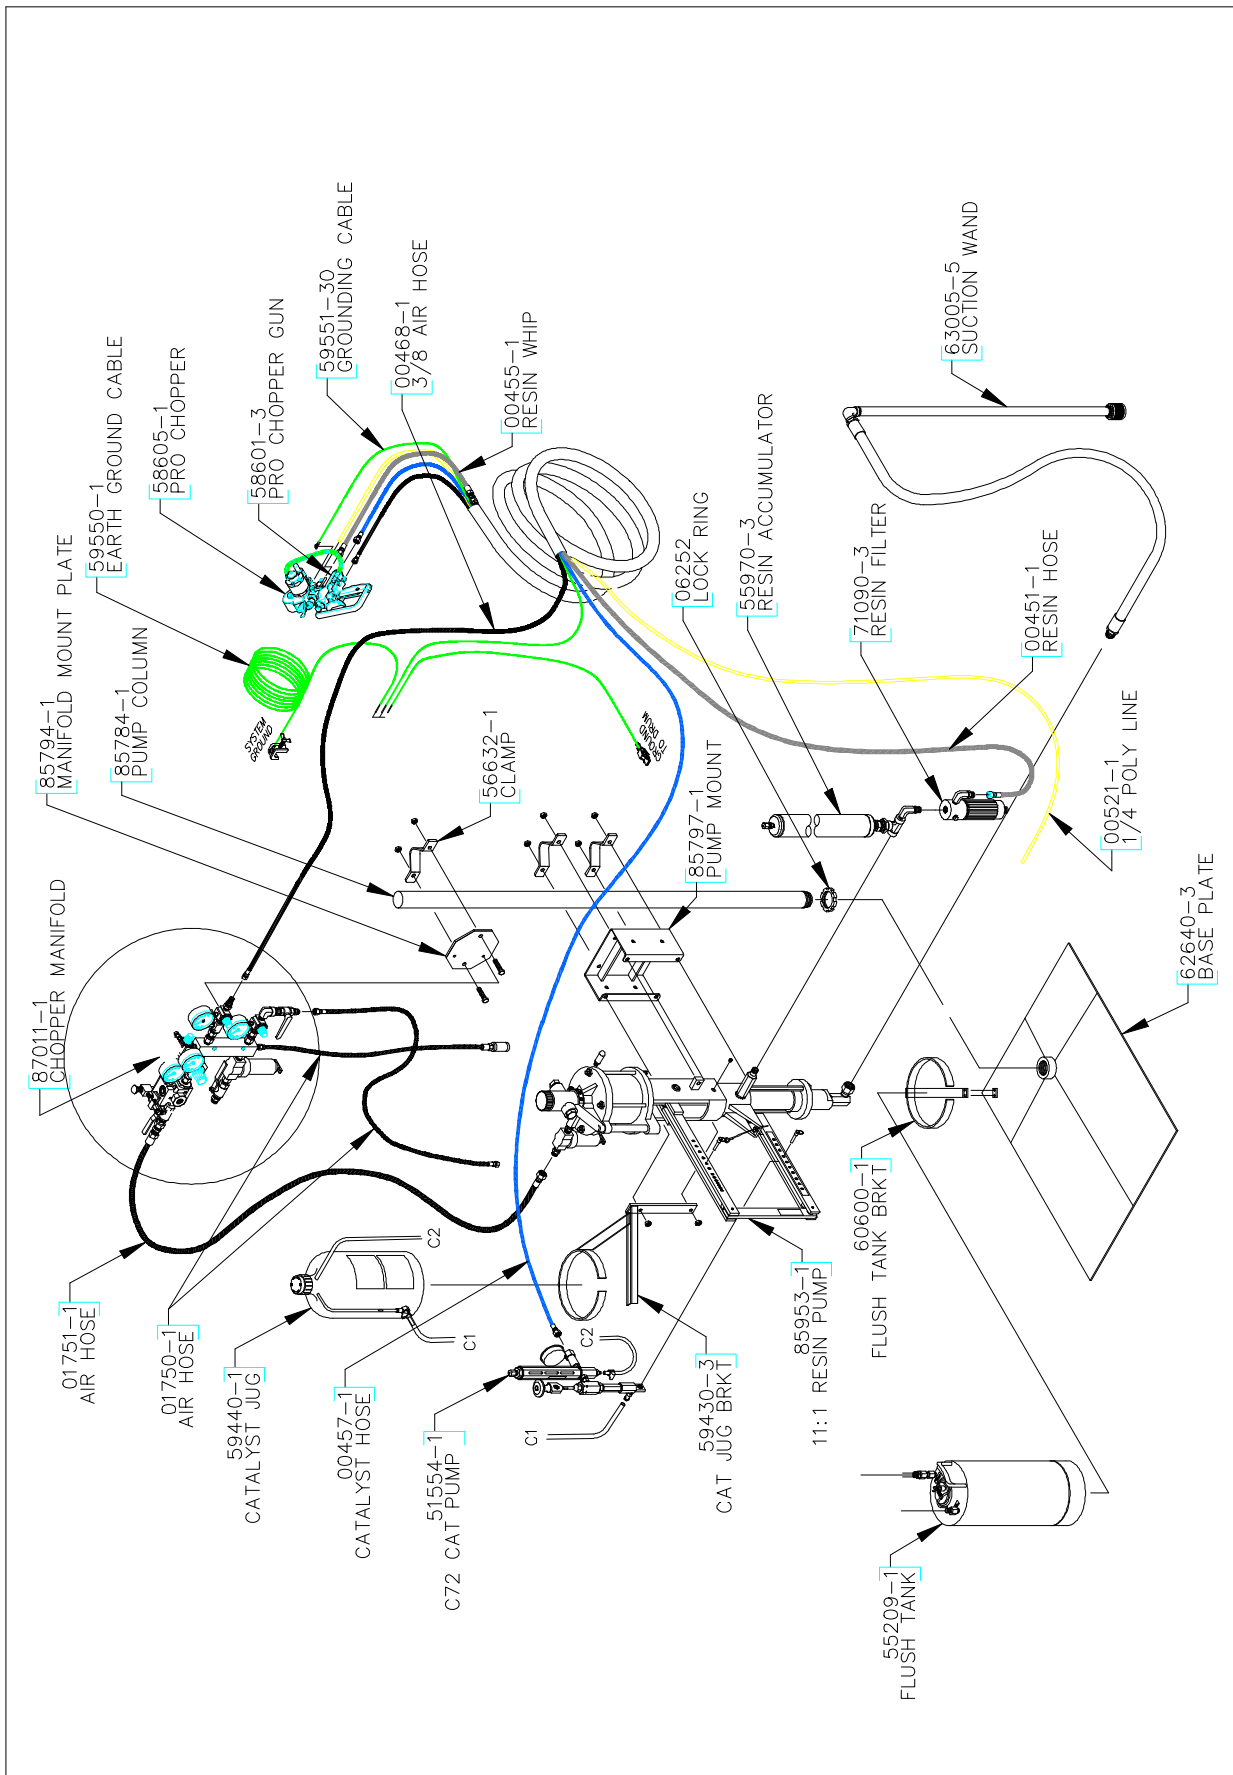 87011-1
CHOPPER MANIFOLD
85794-1
MANIFOLD MOUNT PLATE
85784-1
PUMP COLUMN
59550-1
EARTH GROUND CABLE
58605-1
PRO CHOPPER
58601-3
PRO CHOPPER GUN
59551-30
GROUNDING CABLE
00468-1
3/8 AIR HOSE
00455-1
RESIN WHIP
SYSTEM
GROUND
GROUND
TO DRUM
56632-1
CLAMP
85797-1
PUMP MOUNT
06252
LOCK RING
55970-3
RESIN ACCUMULATOR
71090-3
RESIN FILTER
00451-1
RESIN HOSE
63005-5
SUCTION WAND
00521-1
1/4 POLY LINE
62640-3
BASE PLATE
01751-1
AIR HOSE
01750-1
AIR HOSE
59440-1
CATALYST JUG
C2
C1
00457-1
CATALYST HOSE
51554-1
C72 CAT PUMP
C2
C1
59430-3
CAT JUG BRKT
85953-1
11:1 RESIN PUMP
60600-1
FLUSH TANK BRKT
55209-1
FLUSH TANK